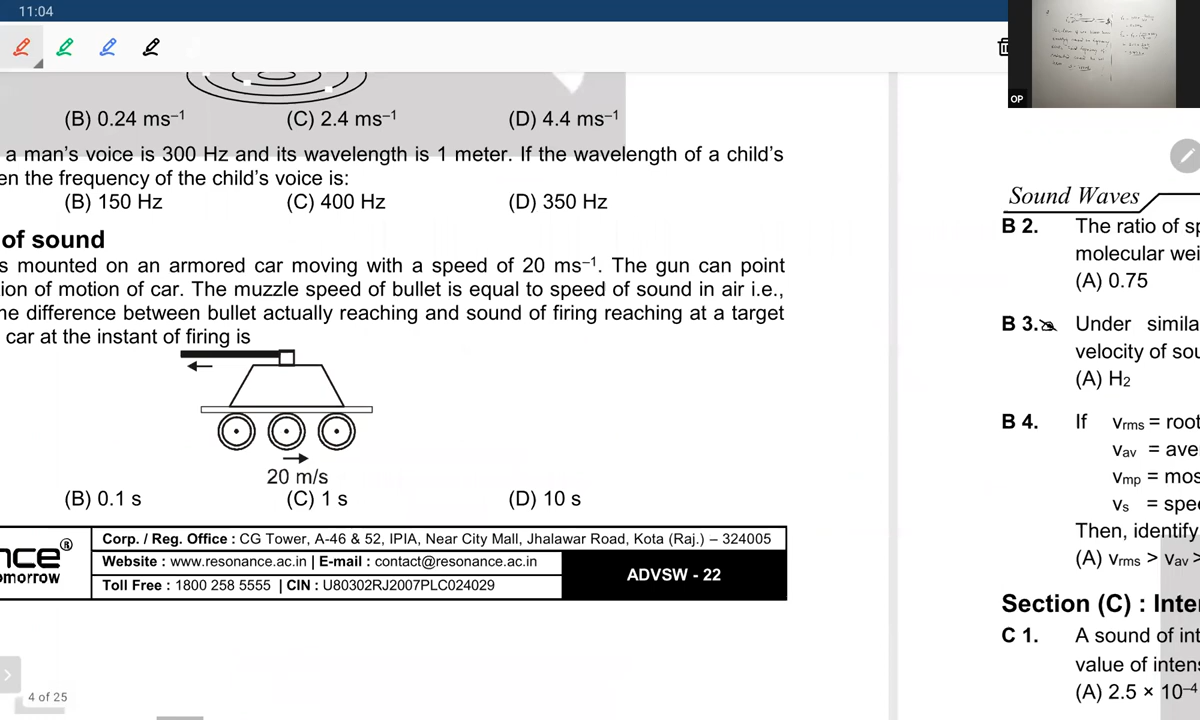 11:04
(B) 0.24 ms⁻¹ (C) 2.4 ms⁻¹ (D) 4.4 ms⁻¹
a man's voice is 300 Hz and its wavelength is 1 meter. If the wavelength of a child's
en the frequency of the child's voice is:
(B) 150 Hz (C) 400 Hz (D) 350 Hz
of sound
s mounted on an armored car moving with a speed of 20 ms⁻¹. The gun can point
ion of motion of car. The muzzle speed of bullet is equal to speed of sound in air i.e.,
ne difference between bullet actually reaching and sound of firing reaching at a target
car at the instant of firing is
20 m/s
(B) 0.1 s (C) 1 s (D) 10 s
nce®
omorrow
Corp. / Reg. Office : CG Tower, A-46 & 52, IPIA, Near City Mall, Jhalawar Road, Kota (Raj.) – 324005
Website : www.resonance.ac.in | E-mail : contact@resonance.ac.in
Toll Free : 1800 258 5555 | CIN : U80302RJ2007PLC024029
ADVSW - 22
4 of 25
OP
Sound Waves
B 2. The ratio of sp
molecular wei
(A) 0.75
B 3. Under simila
velocity of sou
(A) H₂
B 4. If vrms = root
vav = ave
vmp = mos
vs = spee
Then, identify
(A) vrms > vav >
Section (C) : Inter
C 1. A sound of int
value of intens
(A) 2.5 × 10⁻⁴